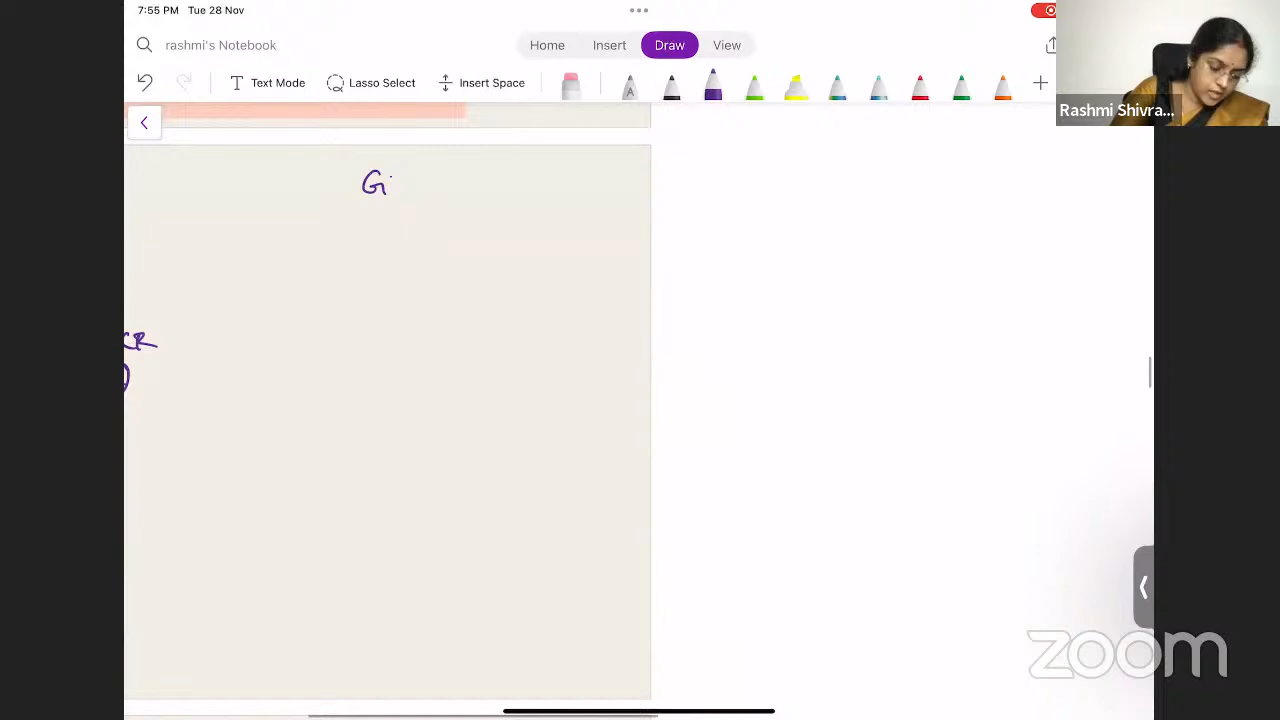 7:55 PM Tue 28 Nov
rashmi's Notebook
Home Insert Draw View
Text Mode Lasso Select Insert Space
Rashmi Shivra...
Gi
zoom